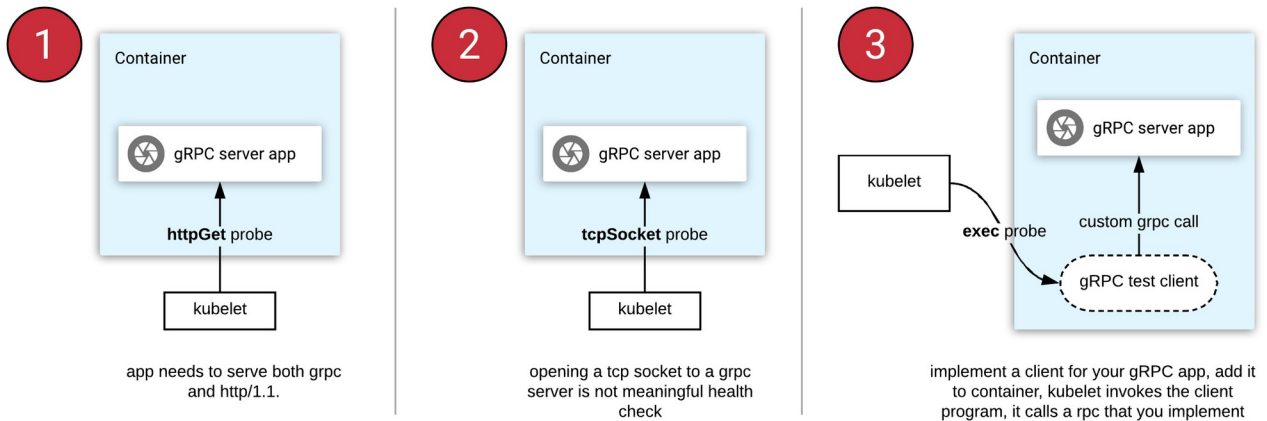 1
Container
gRPC server app
httpGet probe
kubelet
app needs to serve both grpc
and http/1.1.
2
Container
gRPC server app
tcpSocket probe
kubelet
opening a tcp socket to a grpc
server is not meaningful health
check
3
Container
gRPC server app
kubelet
custom grpc call
exec probe
gRPC test client
implement a client for your gRPC app, add it
to container, kubelet invokes the client
program, it calls a rpc that you implement